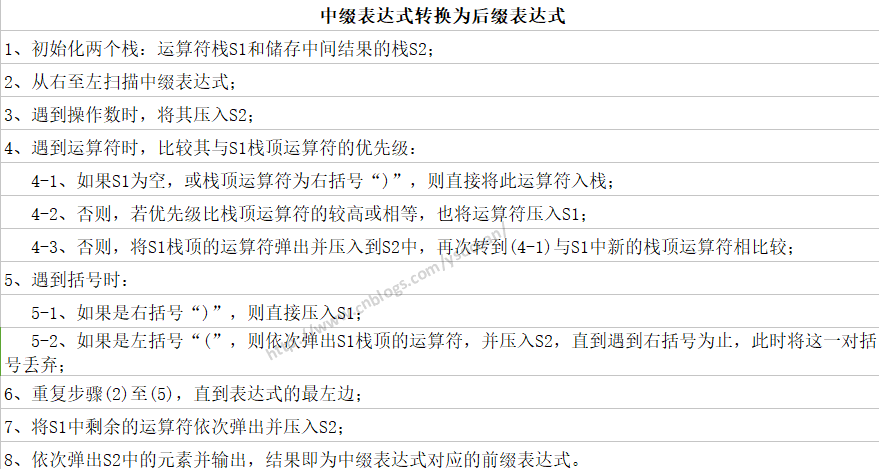 中缀表达式转换为后缀表达式
1、初始化两个栈：运算符栈S1和储存中间结果的栈S2；
2、从右至左扫描中缀表达式；
3、遇到操作数时，将其压入S2；
4、遇到运算符时，比较其与S1栈顶运算符的优先级：
4-1、如果S1为空，或栈顶运算符为右括号“)”，则直接将此运算符入栈；
4-2、否则，若优先级比栈顶运算符的较高或相等，也将运算符压入S1；
4-3、否则，将S1栈顶的运算符弹出并压入到S2中，再次转到(4-1)与S1中新的栈顶运算符相比较；
5、遇到括号时：
5-1、如果是右括号“)”，则直接压入S1；
5-2、如果是左括号“(”，则依次弹出S1栈顶的运算符，并压入S2，直到遇到右括号为止，此时将这一对括
号丢弃；
6、重复步骤(2)至(5)，直到表达式的最左边；
7、将S1中剩余的运算符依次弹出并压入S2；
8、依次弹出S2中的元素并输出，结果即为中缀表达式对应的前缀表达式。